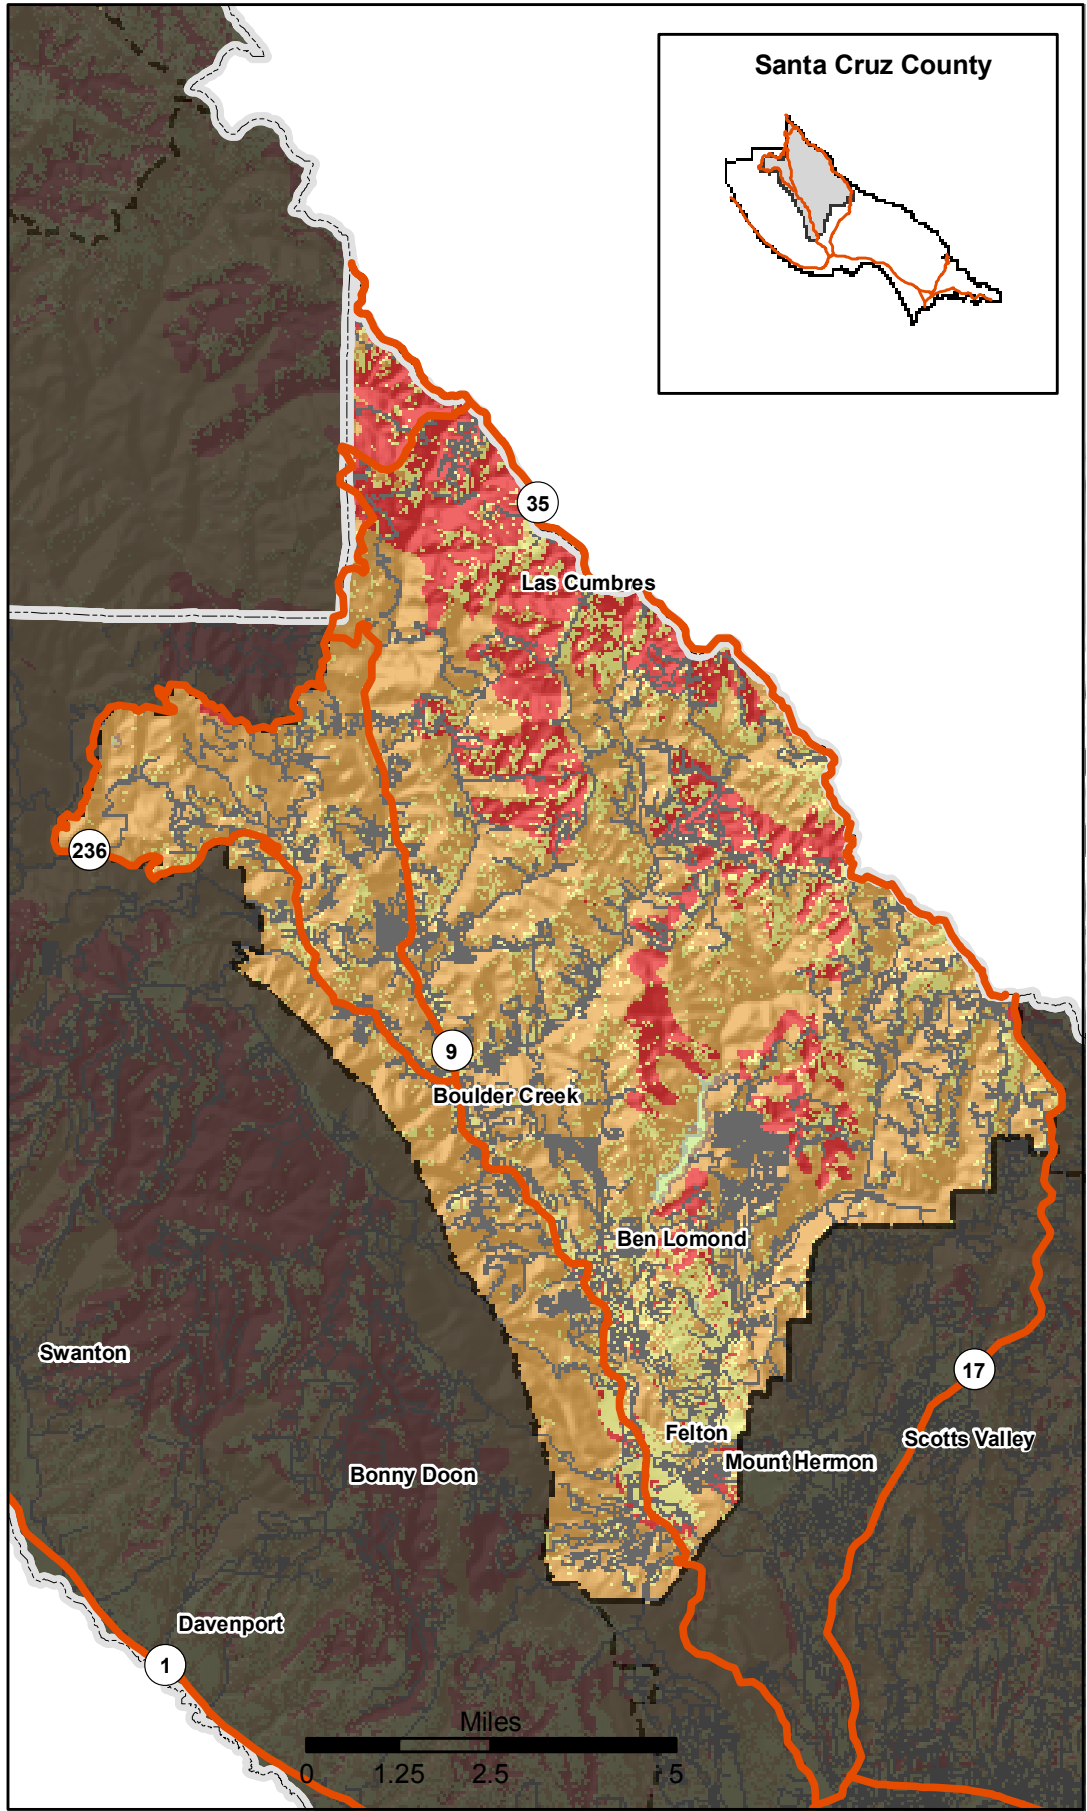 Santa Cruz County
35
Las Cumbres
236
9
Boulder Creek
Ben Lomond
Swanton
17
Felton
Scotts Valley
Mount Hermon
Bonny Doon
Davenport
1
Miles
0 1.25 2.5 5